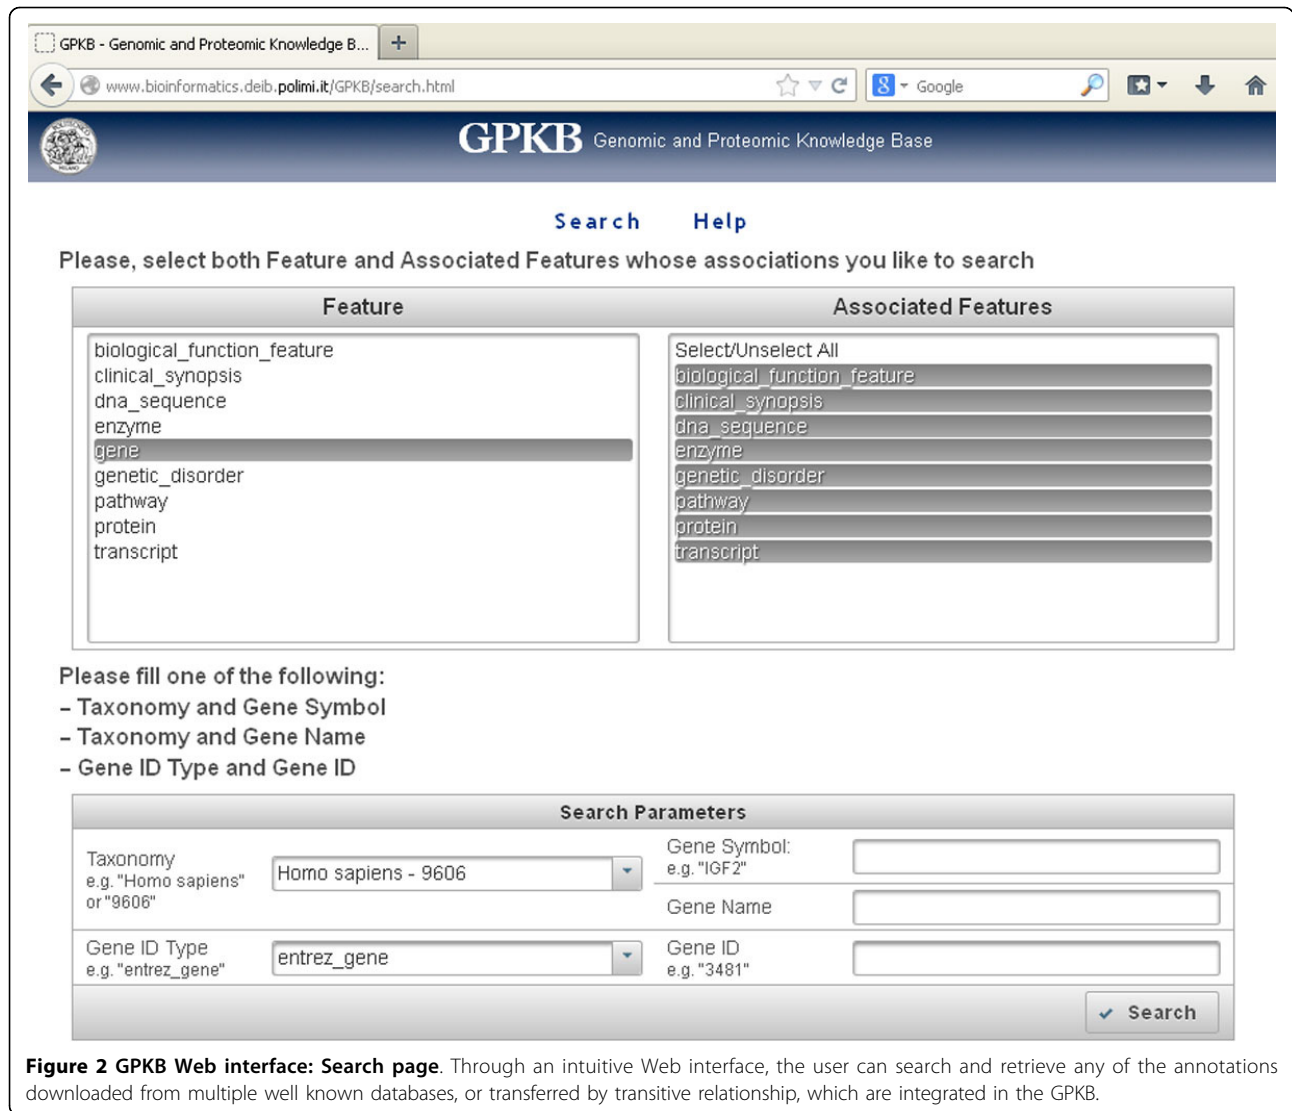 GPKB - Genomic and Proteomic Knowledge B...
www.bioinformatics.deib.polimi.it/GPKB/search.html
8 Google
GPKB Genomic and Proteomic Knowledge Base
Search Help
Please, select both Feature and Associated Features whose associations you like to search
Feature
biological_function_feature
clinical_synopsis
dna_sequence
enzyme
gene
genetic_disorder
pathway
protein
transcript
Associated Features
Select/Unselect All
biological_function_feature
clinical_synopsis
dna_sequence
enzyme
genetic_disorder
pathway
protein
transcript
Please fill one of the following:
– Taxonomy and Gene Symbol
– Taxonomy and Gene Name
– Gene ID Type and Gene ID
Search Parameters
Taxonomy
e.g. "Homo sapiens"
or "9606"
Homo sapiens - 9606
Gene Symbol:
e.g. "IGF2"
Gene Name
Gene ID Type
e.g. "entrez_gene"
entrez_gene
Gene ID
e.g. "3481"
Search
Figure 2 GPKB Web interface: Search page. Through an intuitive Web interface, the user can search and retrieve any of the annotations
downloaded from multiple well known databases, or transferred by transitive relationship, which are integrated in the GPKB.